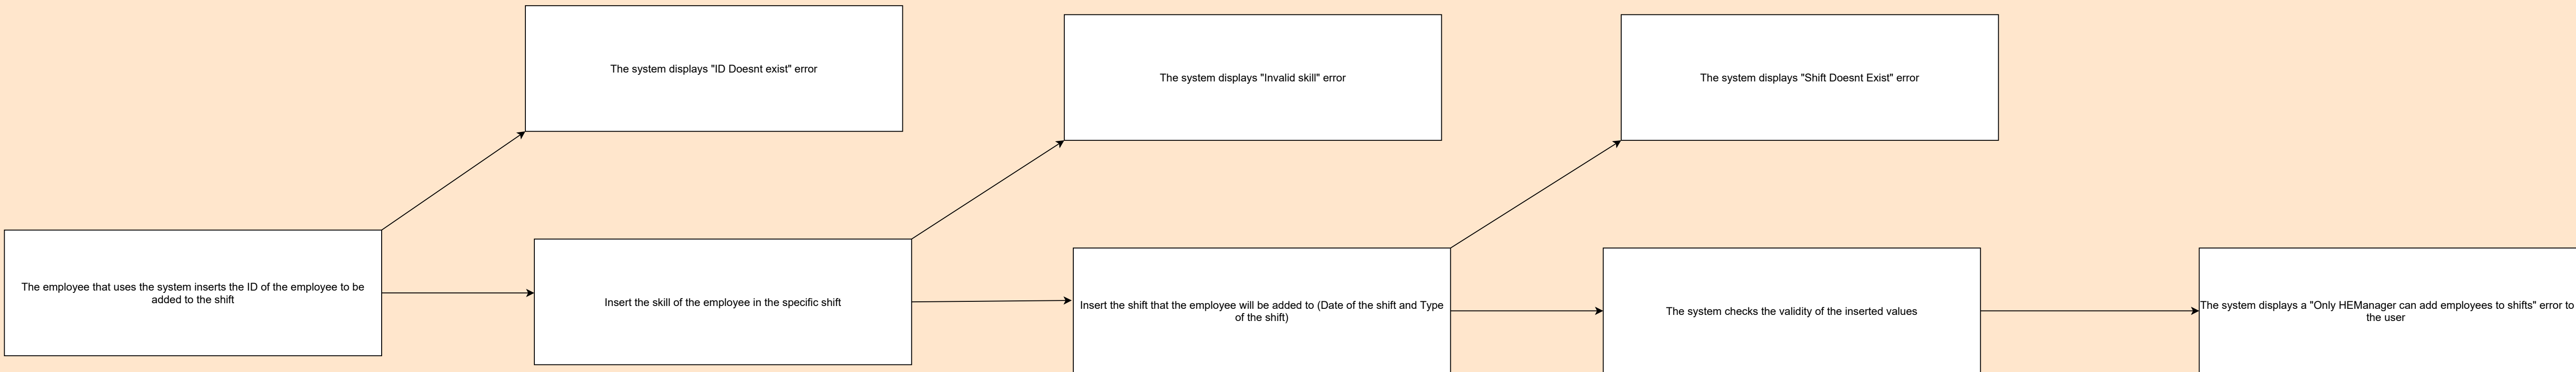 The system displays "ID Doesnt exist" error
The system displays "Invalid skill" error
The system displays "Shift Doesnt Exist" error
The employee that uses the system inserts the ID of the employee to be
added to the shift
Insert the skill of the employee in the specific shift
Insert the shift that the employee will be added to (Date of the shift and Type
of the shift)
The system checks the validity of the inserted values
The system displays a "Only HEManager can add employees to shifts" error to
the user